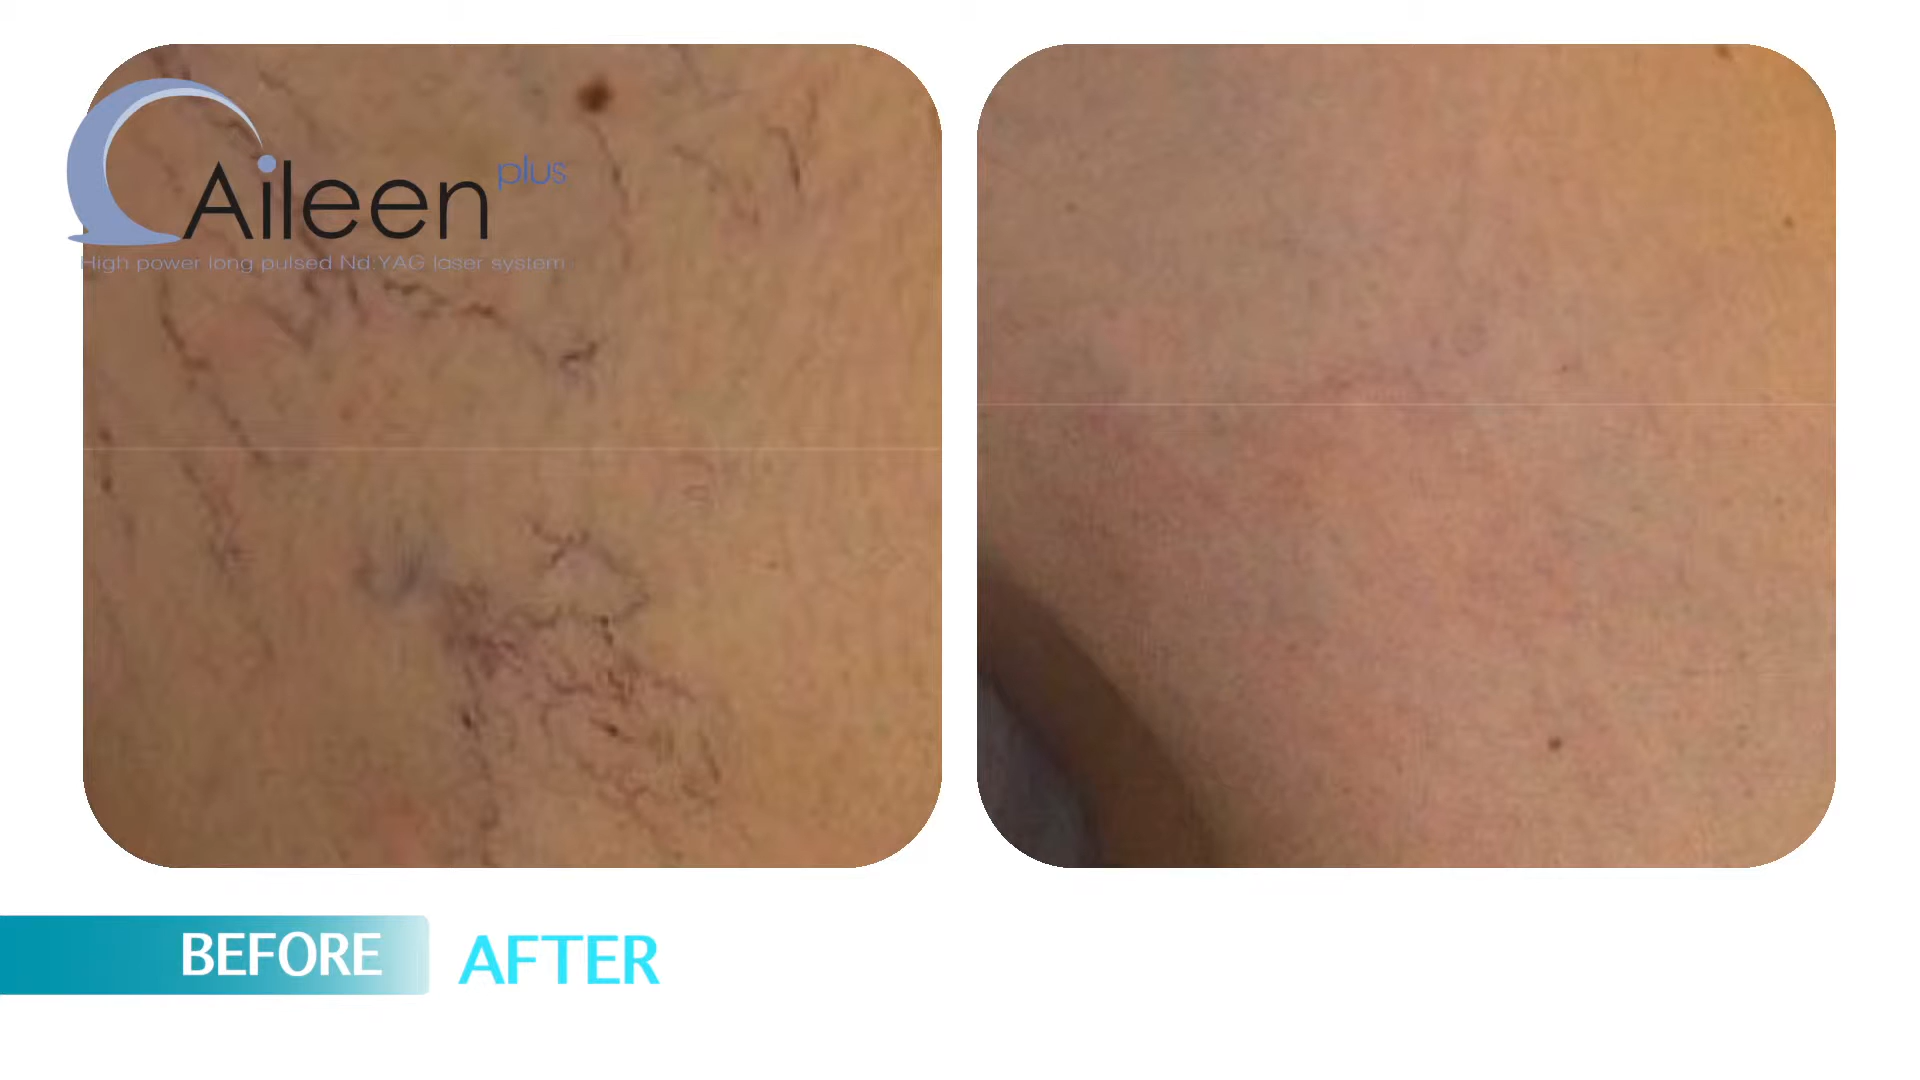 Aileen plus
High power long pulsed Nd:YAG laser system
BEFORE
AFTER